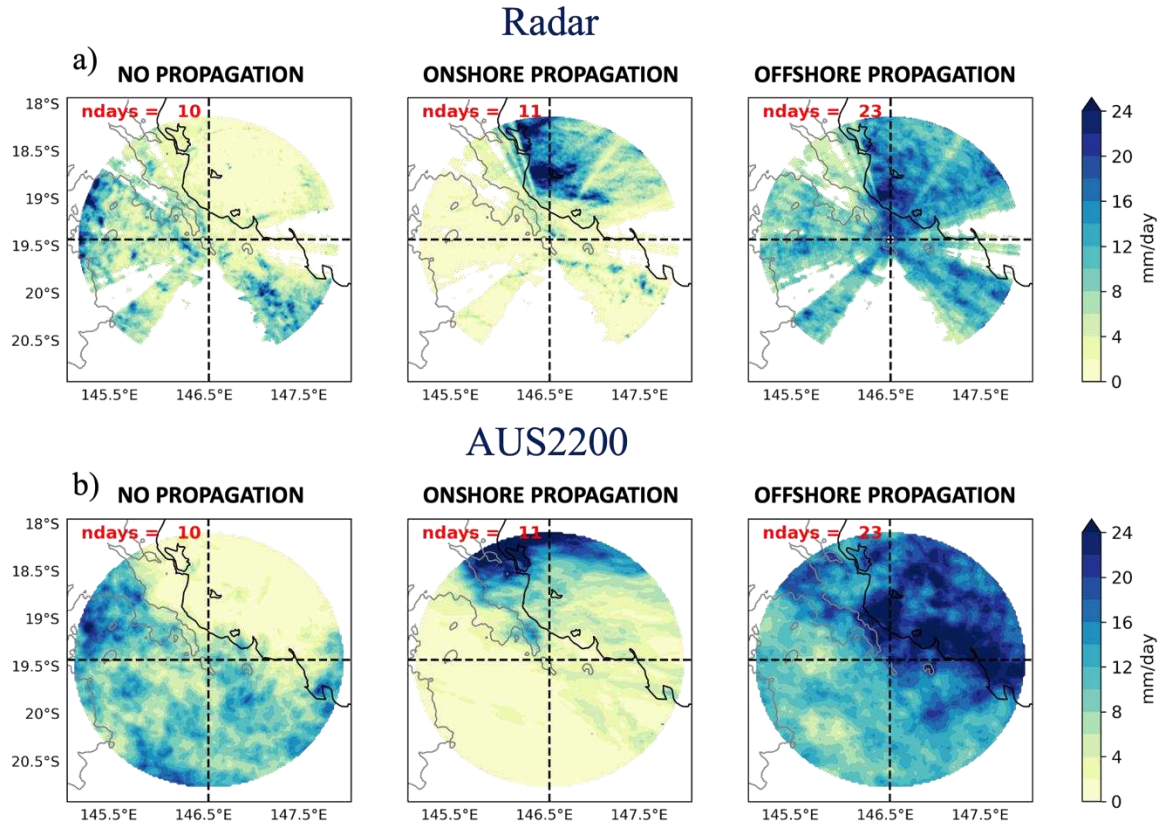 Radar
a)
NO PROPAGATION
ONSHORE PROPAGATION
OFFSHORE PROPAGATION
ndays = 10
ndays = 11
ndays = 23
18°S
18.5°S
19°S
19.5°S
20°S
20.5°S
145.5°E
146.5°E
147.5°E
145.5°E
146.5°E
147.5°E
145.5°E
146.5°E
147.5°E
24
20
16
12
8
4
0
mm/day
AUS2200
b)
NO PROPAGATION
ONSHORE PROPAGATION
OFFSHORE PROPAGATION
ndays = 10
ndays = 11
ndays = 23
18°S
18.5°S
19°S
19.5°S
20°S
20.5°S
145.5°E
146.5°E
147.5°E
145.5°E
146.5°E
147.5°E
145.5°E
146.5°E
147.5°E
24
20
16
12
8
4
0
mm/day